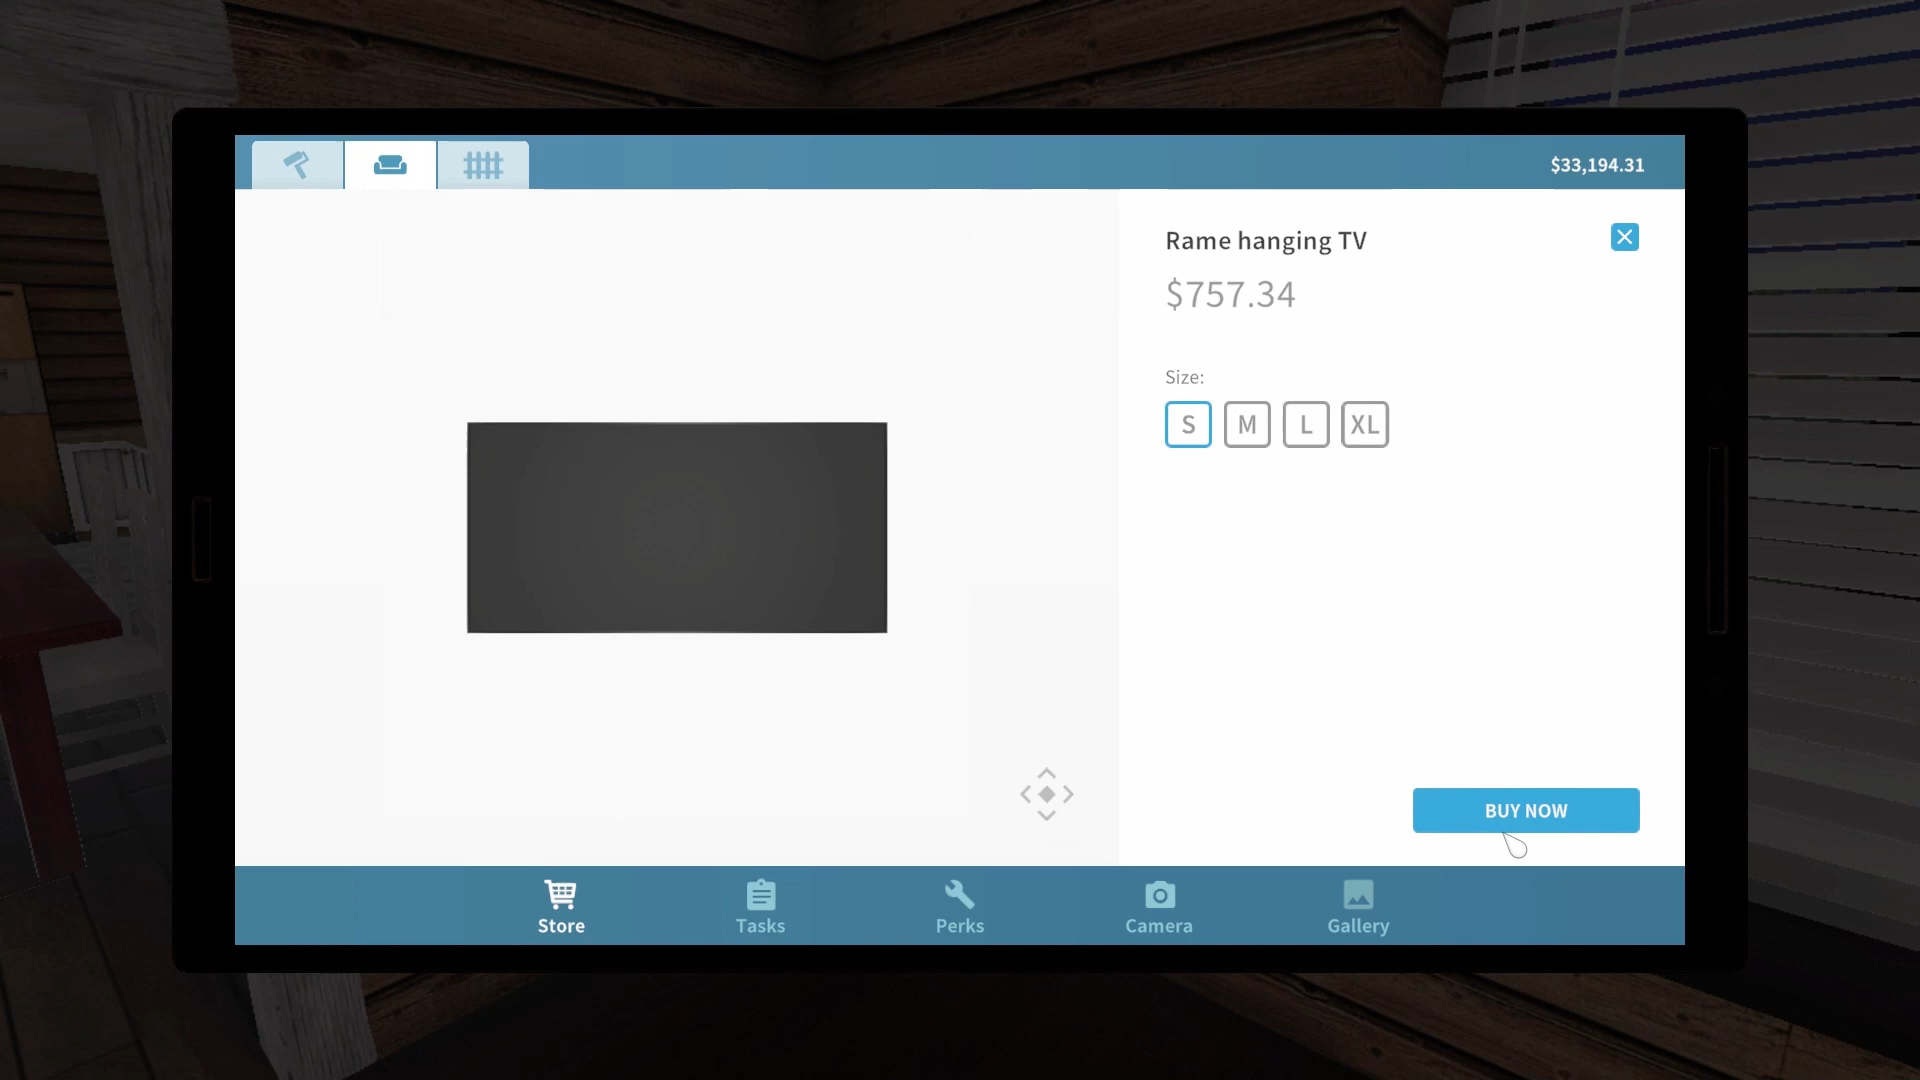 $33,194.31
Rame hanging TV
$757.34
Size:
S M L XL
BUY NOW
Store Tasks Perks Camera Gallery